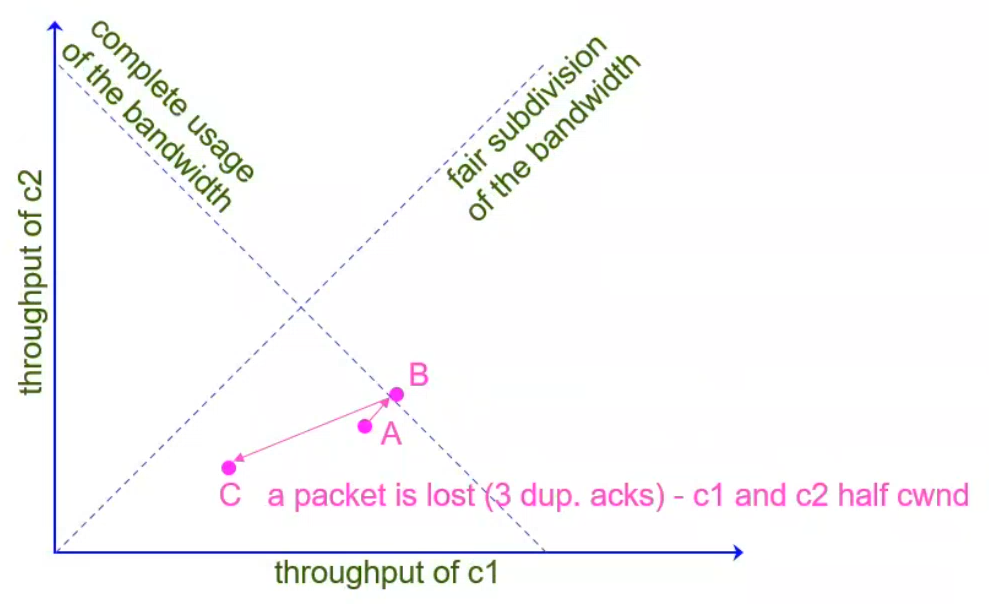 complete usage
of the bandwidth
fair subdivision
of the bandwidth
throughput of c2
B
A
C a packet is lost (3 dup. acks) - c1 and c2 half cwnd
throughput of c1